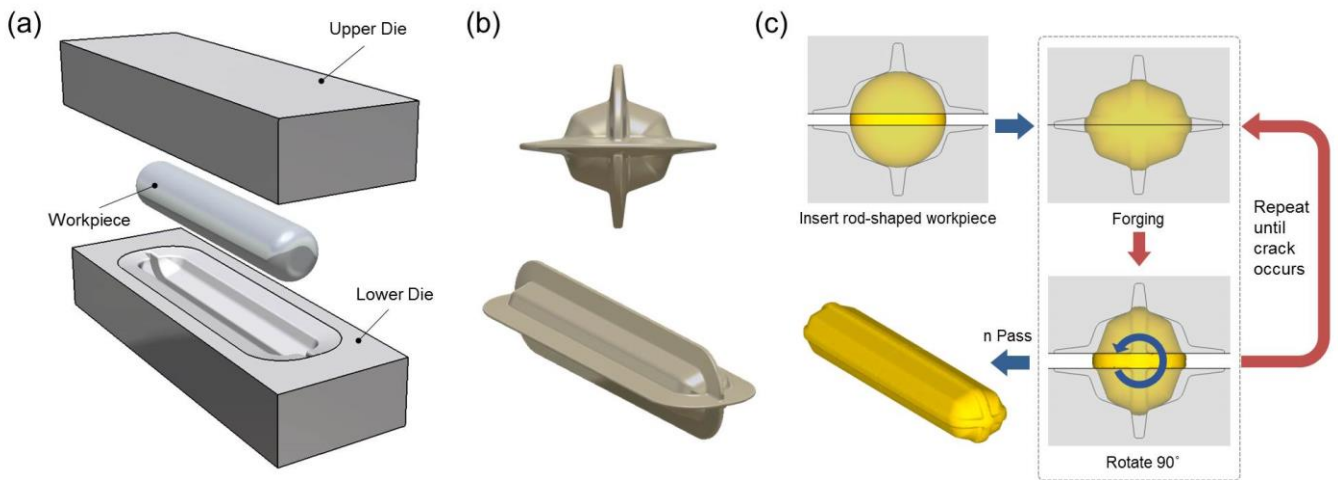 (a)
Upper Die
Workpiece
Lower Die
(b)
(c)
Insert rod-shaped workpiece
Forging
Repeat
until
crack
occurs
n Pass
Rotate 90˚